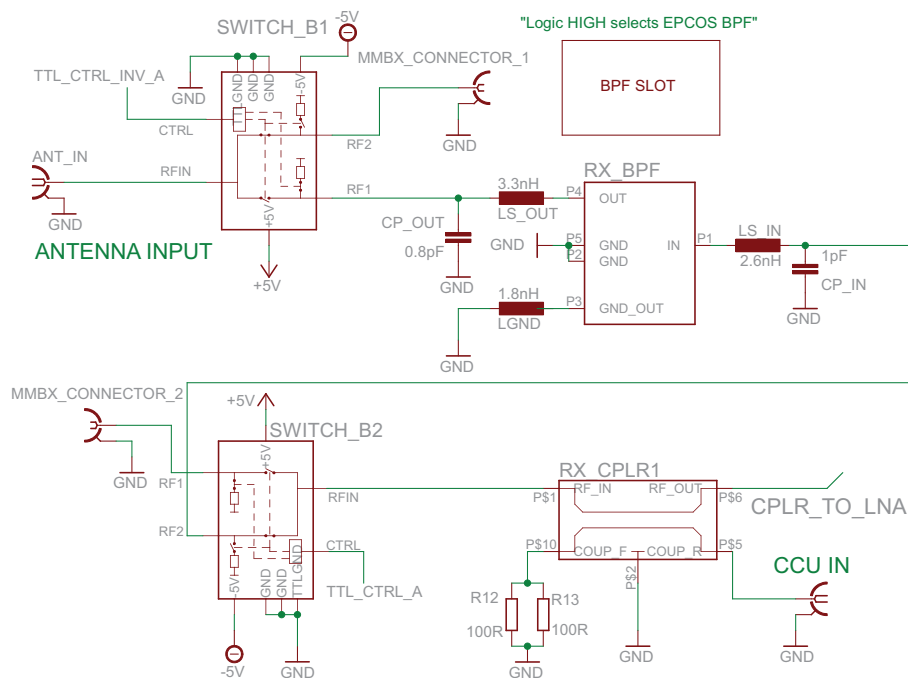 SWITCH_B1
-5V
"Logic HIGH selects EPCOS BPF"
MMBX_CONNECTOR_1
TTL_CTRL_INV_A
GND
GND
GND
TTLGND
-5V
BPF SLOT
TTL
CTRL
GND
RF2
ANT_IN
RFIN
RF1
RX_BPF
3.3nH
P4
OUT
LS_OUT
GND
+5V
CP_OUT
0.8pF
GND
P5
GND
P2
GND
IN
P1
LS_IN
2.6nH
1pF
CP_IN
ANTENNA INPUT
+5V
GND
1.8nH
P3
GND_OUT
LGND
GND
GND
MMBX_CONNECTOR_2
+5V
SWITCH_B2
+5V
GND
RF1
RFIN
RX_CPLR1
P$1
RF_IN
RF_OUT
P$6
CPLR_TO_LNA
RF2
CTRL
P$10
COUP_F
COUP_R
P$5
P$2
CCU IN
-5V
GND
GND
TTLGND
TTL_CTRL_A
R12
R13
100R
100R
GND
-5V
GND
GND
GND